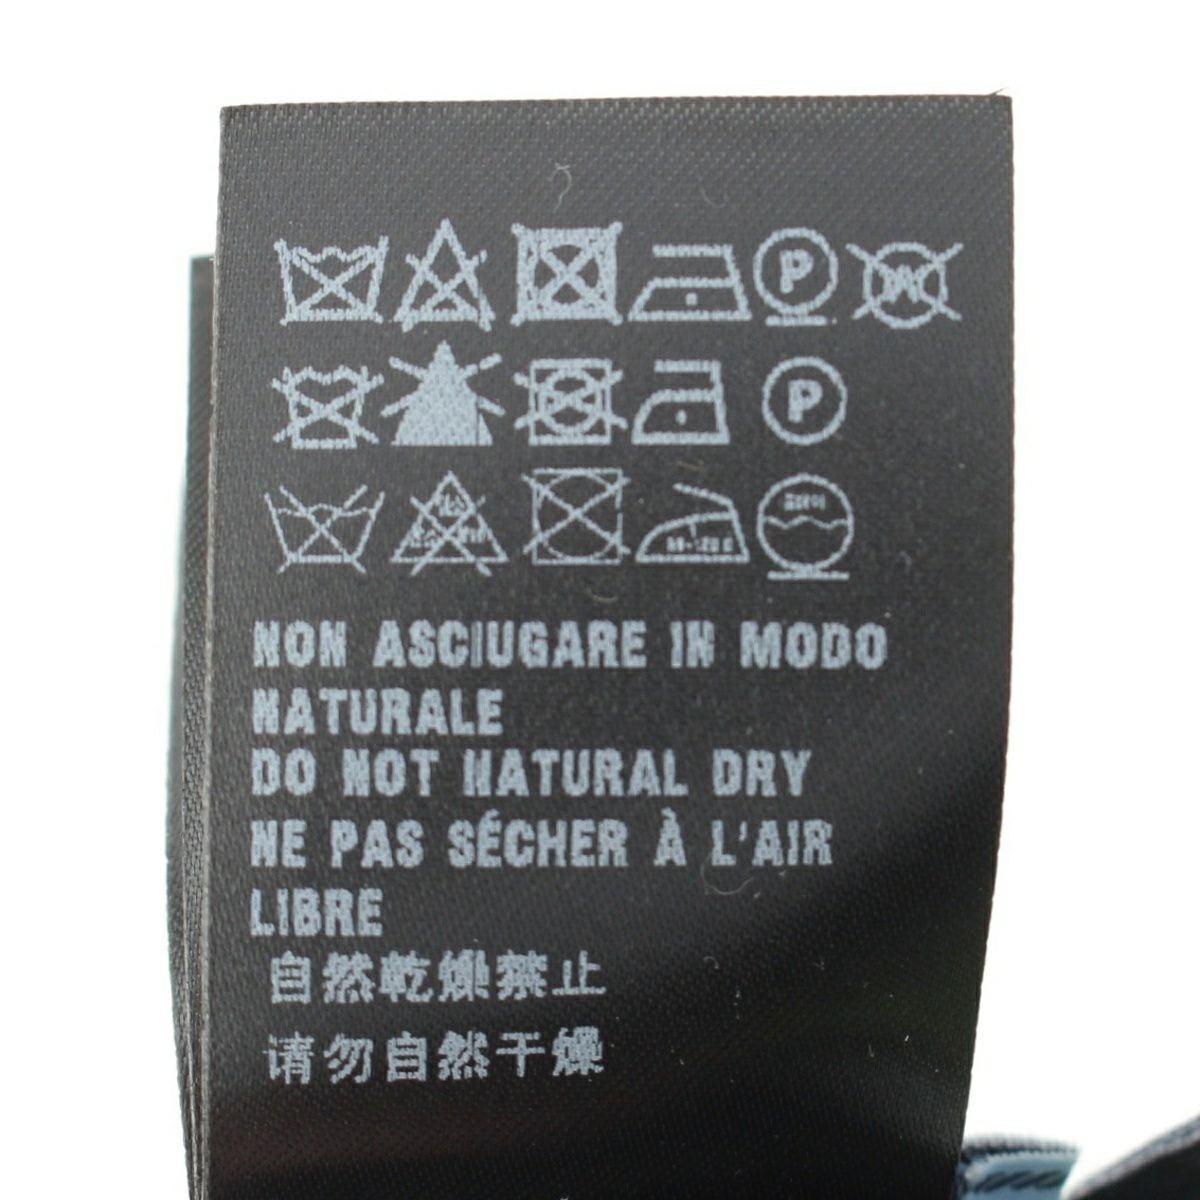 P W
P
NON ASCIUGARE IN MODO
NATURALE
DO NOT NATURAL DRY
NE PAS SÉCHER À L'AIR
LIBRE
自然乾燥禁止
请勿自然干燥